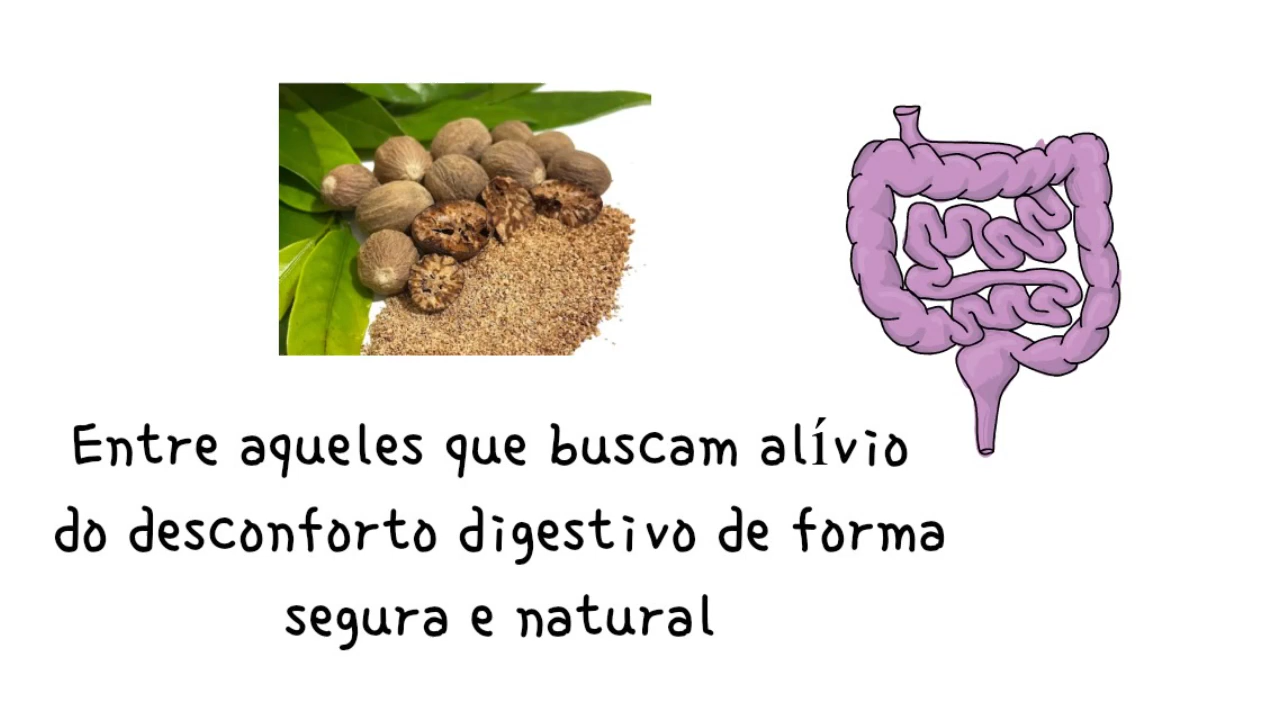 Entre aqueles que buscam alívio
do desconforto digestivo de forma
segura e natural